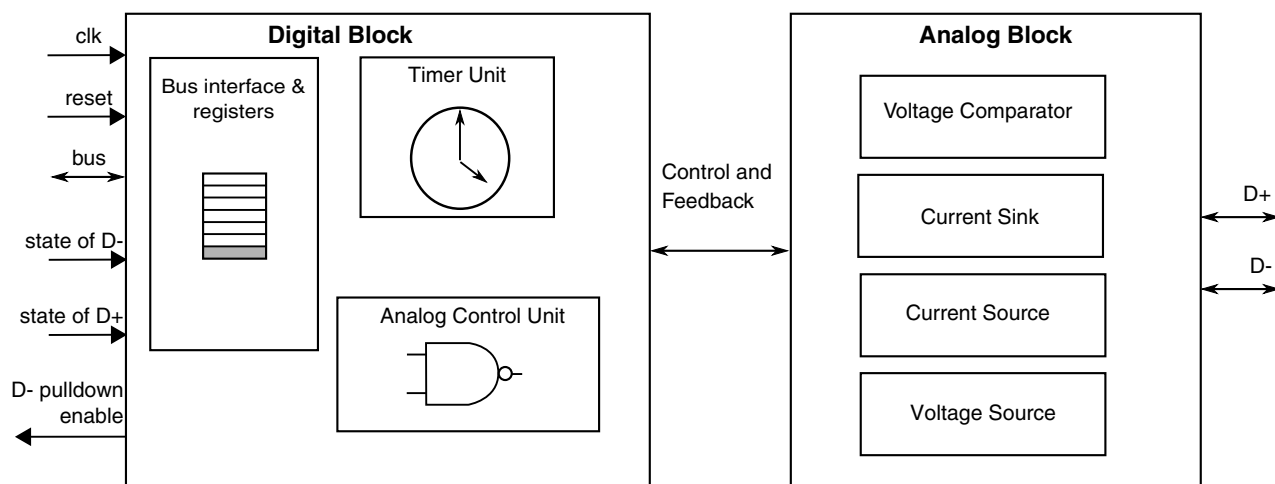 clk
reset
bus
state of D-
state of D+
D- pulldown
enable
Digital Block
Bus interface &
registers
Timer Unit
Analog Control Unit
Control and
Feedback
Analog Block
Voltage Comparator
Current Sink
Current Source
Voltage Source
D+
D-